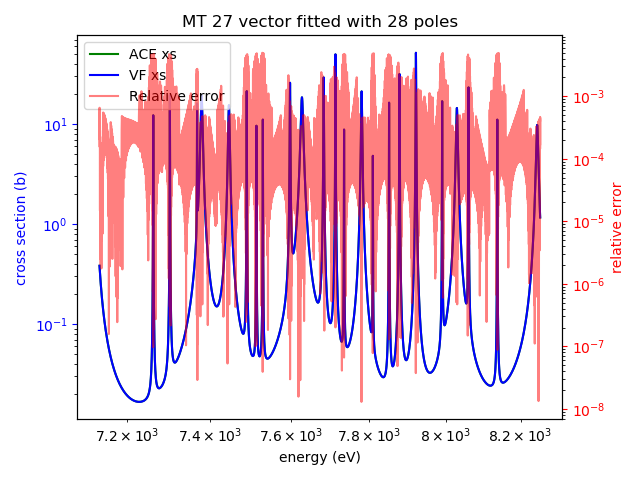 MT 27 vector fitted with 28 poles
ACE xs
VF xs
Relative error
10¹
10⁰
10⁻¹
cross section (b)
10⁻³
10⁻⁴
10⁻⁵
10⁻⁶
10⁻⁷
10⁻⁸
relative error
7.2 × 10³ 7.4 × 10³ 7.6 × 10³ 7.8 × 10³ 8 × 10³ 8.2 × 10³
energy (eV)